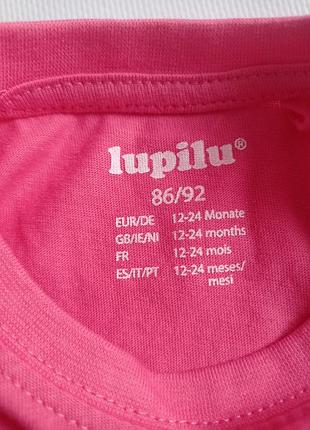 lupilu®
86/92
EUR/DE 12-24 Monate
GB/IE/NI 12-24 months
FR 12-24 mois
ES/IT/PT 12-24 meses/
mesi